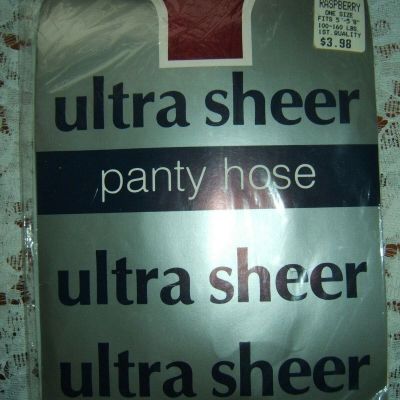 RASPBERRY
ONE SIZE
FITS 5'-5'8"
100-160 LBS.
1ST. QUALITY
$3.98
ultra sheer
panty hose
ultra sheer
ultra sheer